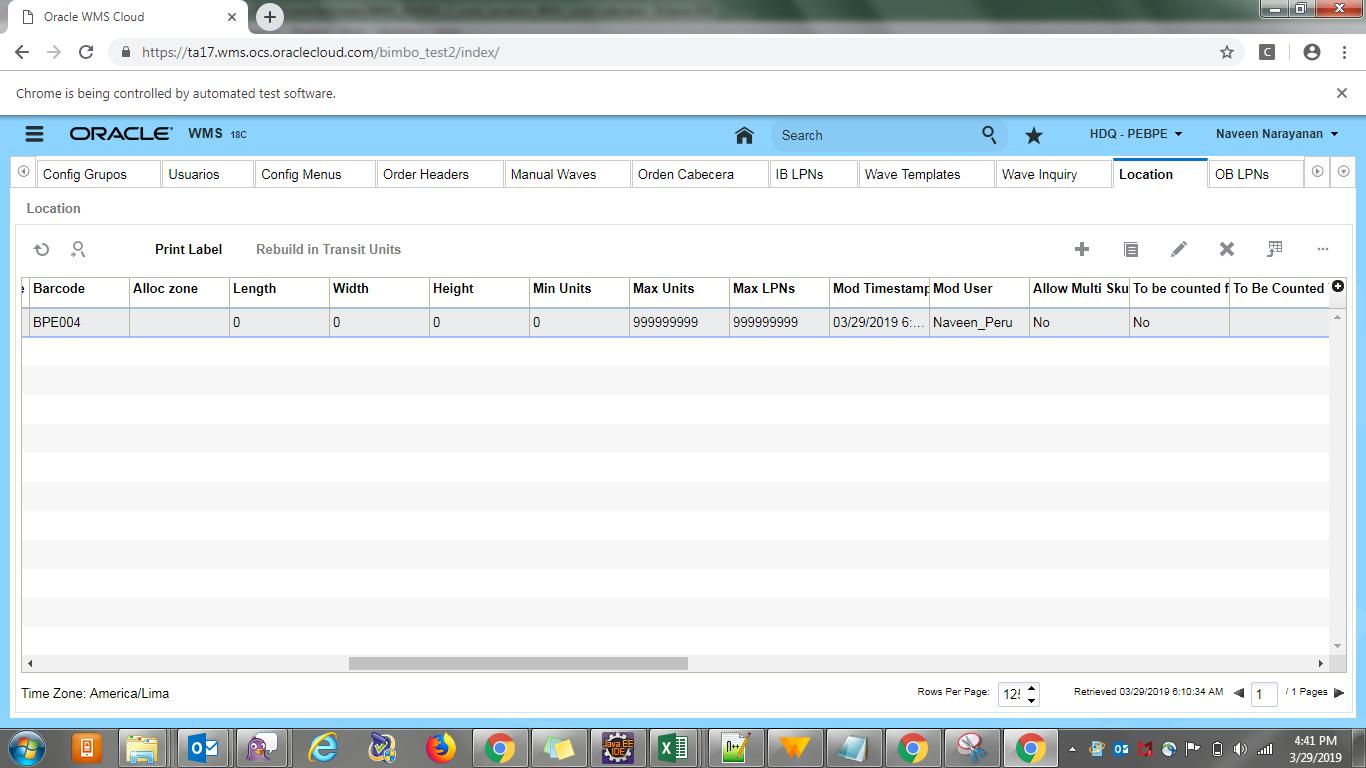 Oracle WMS Cloud
https://ta17.wms.ocs.oraclecloud.com/bimbo_test2/index/
C
Chrome is being controlled by automated test software.
ORACLE WMS 18C
Search
HDQ - PEBPE
Naveen Narayanan
Config Grupos
Usuarios
Config Menus
Order Headers
Manual Waves
Orden Cabecera
IB LPNs
Wave Templates
Wave Inquiry
Location
OB LPNs
Location
Print Label
Rebuild in Transit Units
Barcode
Alloc zone
Length
Width
Height
Min Units
Max Units
Max LPNs
Mod Timestamp
Mod User
Allow Multi Sku
To be counted f
To Be Counted
BPE004
0
0
0
0
999999999
999999999
03/29/2019 6:...
Naveen_Peru
No
No
Time Zone: America/Lima
Rows Per Page:
Retrieved 03/29/2019 6:10:34 AM
1
/ 1 Pages
Java EE
IDE
4:41 PM
3/29/2019